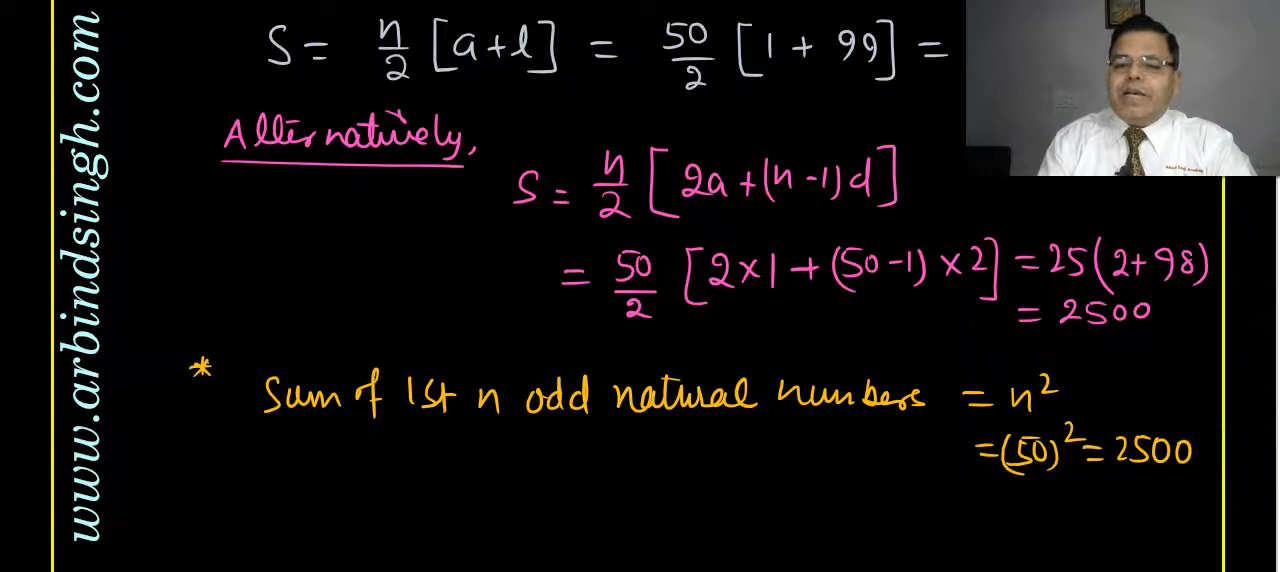 www.arbindsingh.com
S = n/2 [a+l] = 50/2 [1 + 99] =
Alternatively,
S = n/2 [2a+(n-1)d]
= 50/2 [2×1 + (50-1) ×2] = 25(2+98)
= 2500
* Sum of 1st n odd natural numbers = n²
=(50)² = 2500